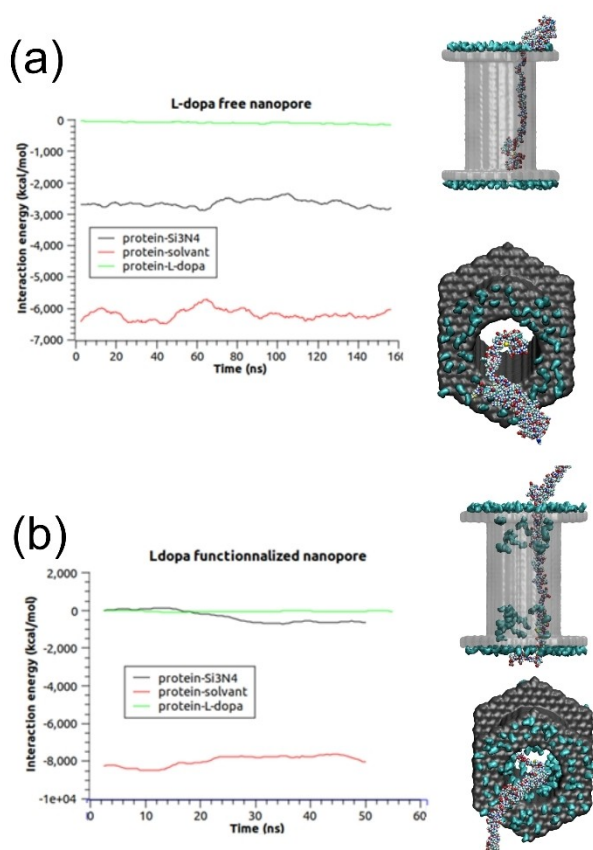 (a)
L-dopa free nanopore
Interaction energy (kcal/mol)
0
-1,000
-2,000
-3,000
-4,000
-5,000
-6,000
-7,000
protein-Si3N4
protein-solvant
protein-L-dopa
0 20 40 60 80 100 120 140 160
Time (ns)
(b)
Ldopa functionnalized nanopore
Interaction energy (kcal/mol)
2,000
0
-2,000
-4,000
-6,000
-8,000
-1e+04
protein-Si3N4
protein-solvant
protein-L-dopa
0 10 20 30 40 50 60
Time (ns)